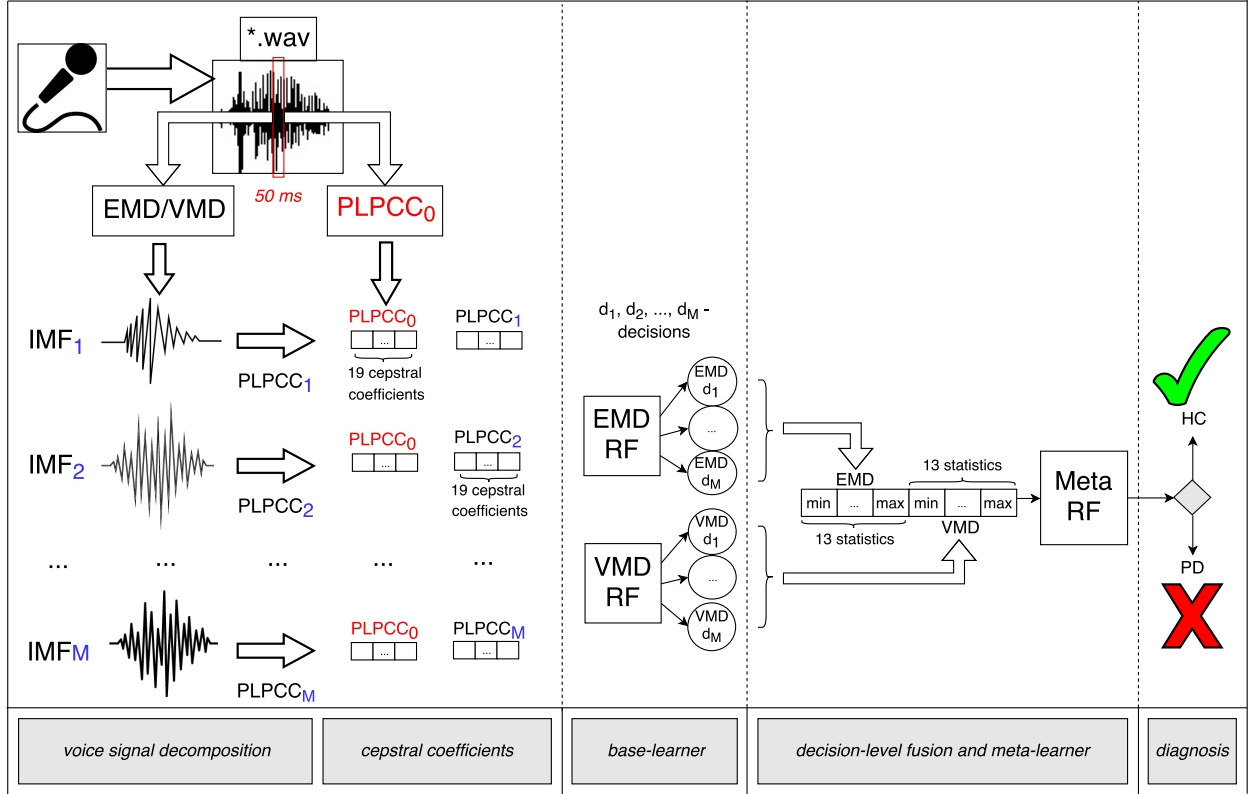 *.wav
50 ms
EMD/VMD
PLPCC0
IMF1
PLPCC1
PLPCC0
...
PLPCC1
...
19 cepstral
coefficients
IMF2
PLPCC2
PLPCC0
...
PLPCC2
...
19 cepstral
coefficients
... ... ... ... ...
IMFM
PLPCCM
PLPCC0
...
PLPCCM
...
d1, d2, ..., dM -
decisions
EMD
RF
EMD
d1
...
EMD
dM
VMD
RF
VMD
d1
...
VMD
dM
13 statistics
EMD
min ... max min ... max
13 statistics
VMD
Meta
RF
HC
PD
voice signal decomposition
cepstral coefficients
base-learner
decision-level fusion and meta-learner
diagnosis